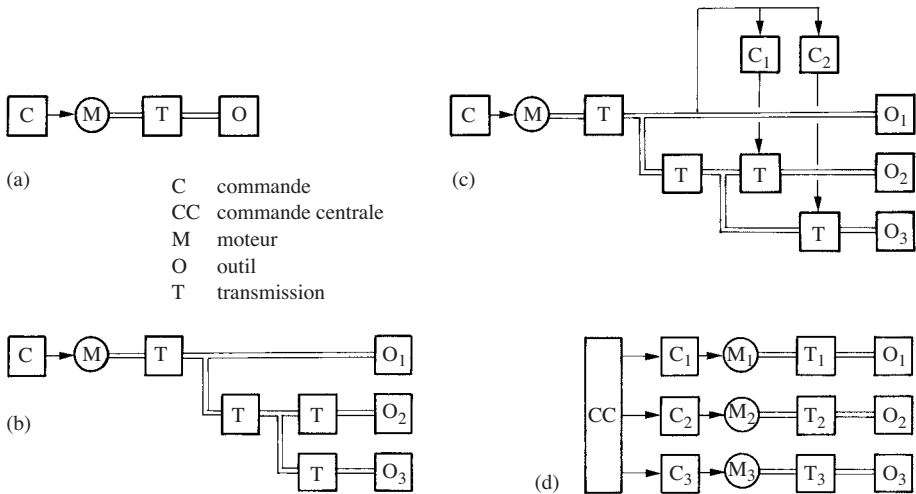 C M T O
(a)
C commande
CC commande centrale
M moteur
O outil
T transmission
C M T O1
T T O2
T O3
(b)
C1 C2
C M T O1
T T O2
T O3
(c)
CC
C1 M1 T1 O1
C2 M2 T2 O2
C3 M3 T3 O3
(d)